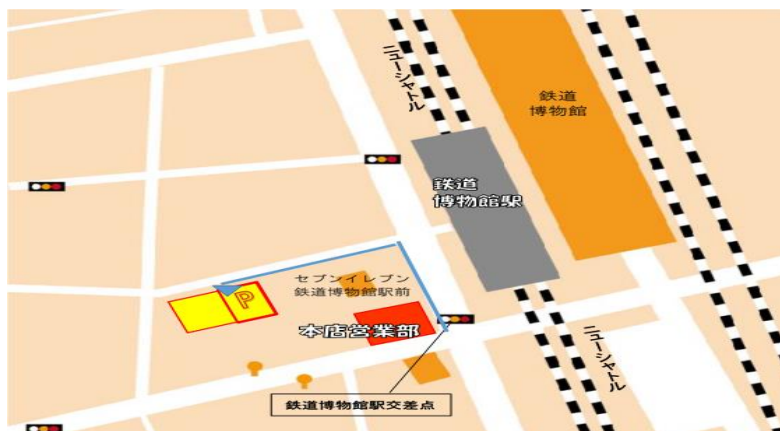 ニューシャトル
鉄道
博物館
鉄道
博物館駅
セブンイレブン
鉄道博物館駅前
P
本店営業部
ニューシャトル
鉄道博物館駅交差点